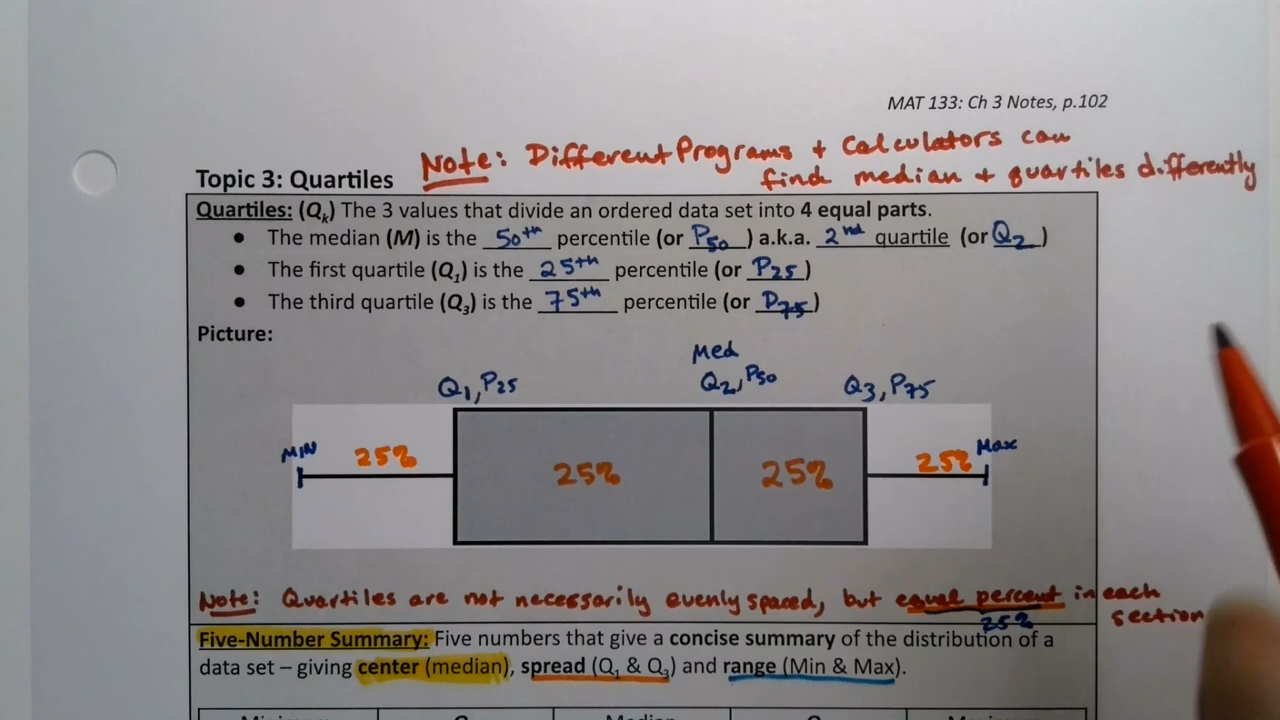 MAT 133: Ch 3 Notes, p.102
Note: Different Programs + Calculators can
find median + quartiles differently
Topic 3: Quartiles
Quartiles: (Qk) The 3 values that divide an ordered data set into 4 equal parts.
● The median (M) is the 50th percentile (or P50) a.k.a. 2nd quartile (or Q2)
● The first quartile (Q1) is the 25th percentile (or P25)
● The third quartile (Q3) is the 75th percentile (or P75)
Picture:
Med
Q1, P25 Q2, P50 Q3, P75
MIN 25% 25% 25% 25% Max
Note: Quartiles are not necessarily evenly spaced, but equal percent in each
25% section
Five-Number Summary: Five numbers that give a concise summary of the distribution of a
data set – giving center (median), spread (Q1 & Q3) and range (Min & Max).